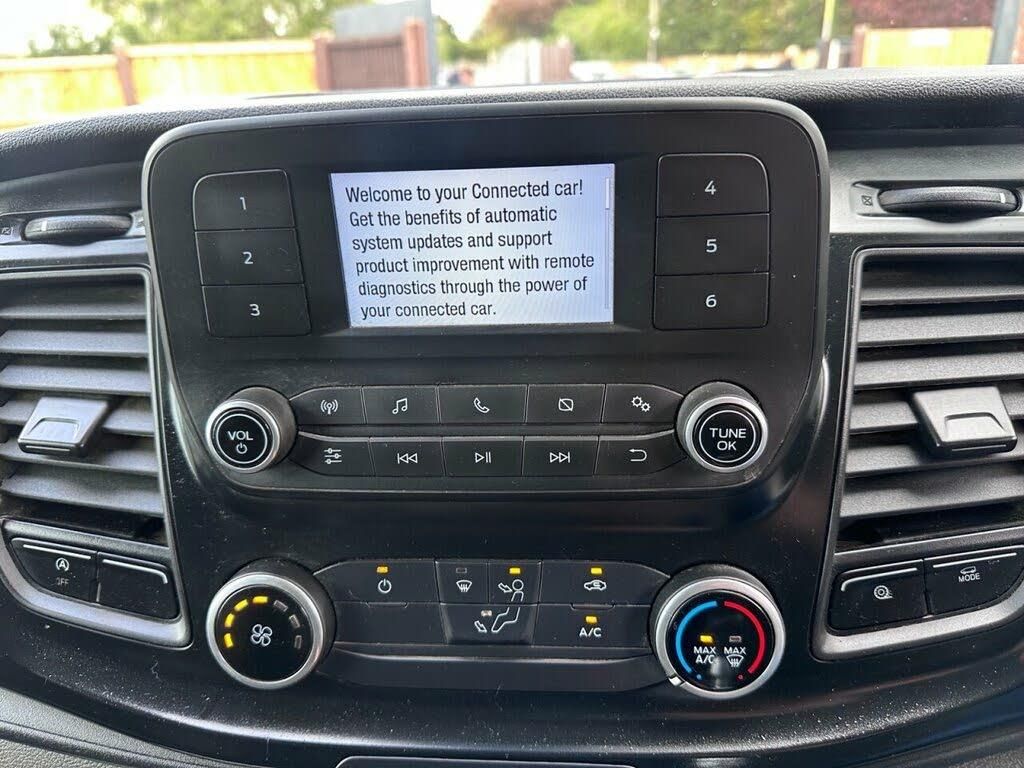 Welcome to your Connected car!
Get the benefits of automatic
system updates and support
product improvement with remote
diagnostics through the power of
your connected car.
1
2
3
4
5
6
VOL
TUNE
OK
A
OFF
A/C
MAX
A/C
MAX
MODE